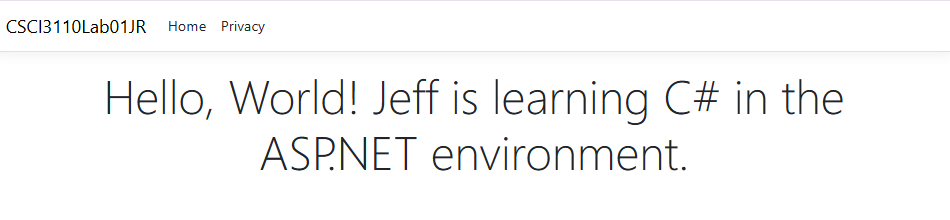 CSCI3110Lab01JR Home Privacy
Hello, World! Jeff is learning C# in the
ASP.NET environment.